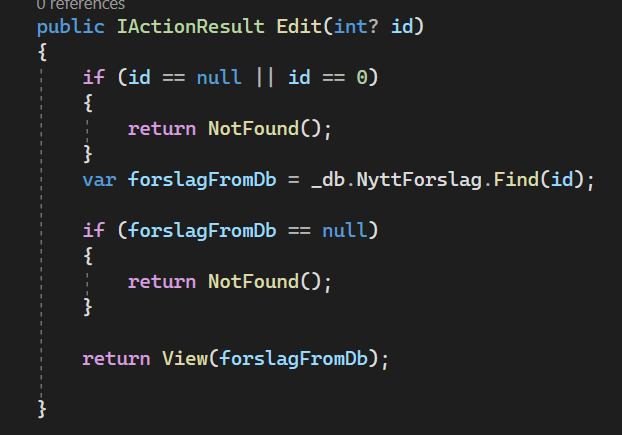 0 references
public IActionResult Edit(int? id)
{
if (id == null || id == 0)
{
return NotFound();
}
var forslagFromDb = _db.NyttForslag.Find(id);
if (forslagFromDb == null)
{
return NotFound();
}
return View(forslagFromDb);
}